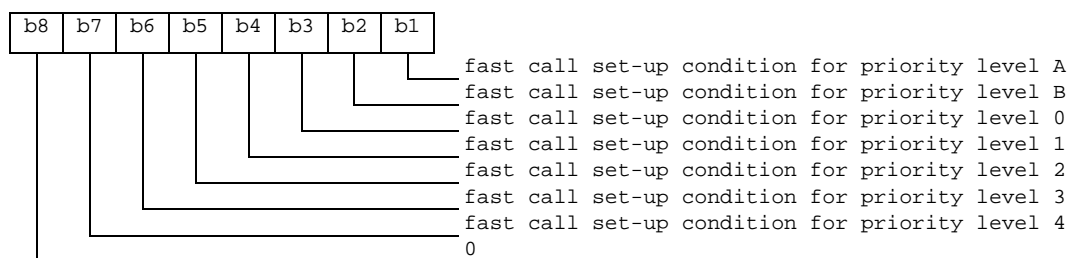 b8 b7 b6 b5 b4 b3 b2 b1
fast call set-up condition for priority level A
fast call set-up condition for priority level B
fast call set-up condition for priority level 0
fast call set-up condition for priority level 1
fast call set-up condition for priority level 2
fast call set-up condition for priority level 3
fast call set-up condition for priority level 4
0